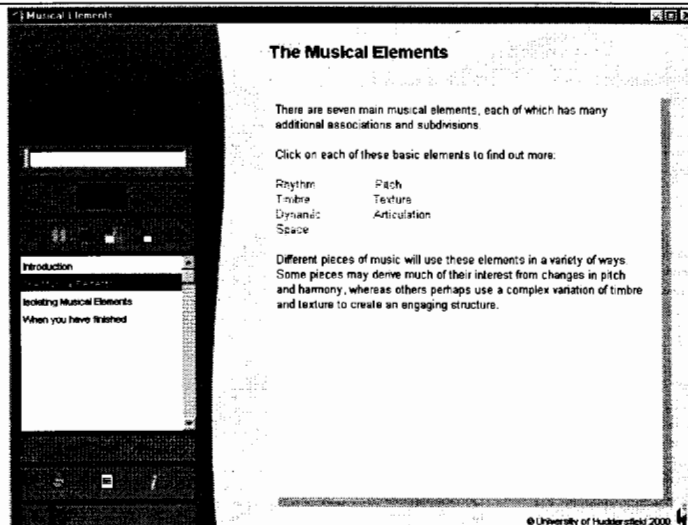 Musical Elements
The Musical Elements
There are seven main musical elements, each of which has many
additional associations and subdivisions.
Click on each of these basic elements to find out more:
Rhythm Pitch
Timbre Texture
Dynamic Articulation
Space
Different pieces of music will use these elements in a variety of ways.
Some pieces may derive much of their interest from changes in pitch
and harmony, whereas others perhaps use a complex variation of timbre
and texture to create an engaging structure.
Introduction
Isolating Musical Elements
When you have finished
© University of Huddersfield 2000